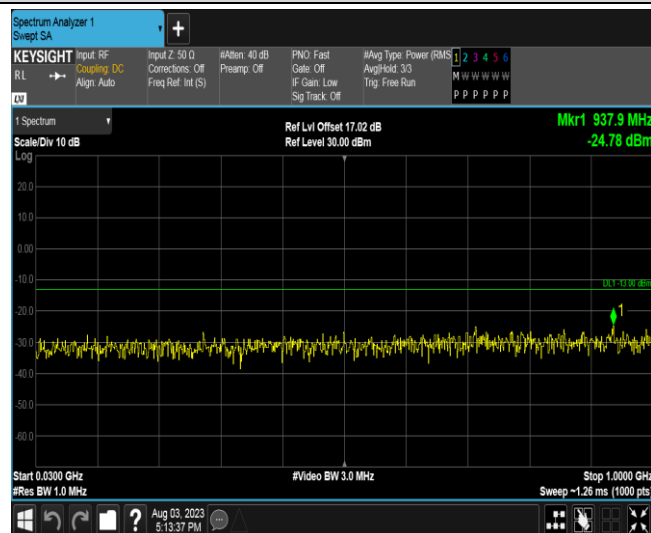 Spectrum Analyzer 1
Swept SA
+
KEYSIGHT
RL
LXI
Input: RF
Coupling: DC
Align: Auto
Input Z: 50 Ω
Corrections: Off
Freq Ref: Int (S)
#Atten: 40 dB
Preamp: Off
PNO: Fast
Gate: Off
IF Gain: Low
Sig Track: Off
#Avg Type: Power (RMS
Avg|Hold: 3/3
Trig: Free Run
1 2 3 4 5 6
M W W W W W
P P P P P P
1 Spectrum
Scale/Div 10 dB
Log
Ref Lvl Offset 17.02 dB
Ref Level 30.00 dBm
Mkr1 937.9 MHz
-24.78 dBm
20.0
10.0
0.00
-10.0
DL1 -13.00 dBm
-20.0
1
-30.0
-40.0
-50.0
-60.0
Start 0.0300 GHz
#Video BW 3.0 MHz
Stop 1.0000 GHz
#Res BW 1.0 MHz
Sweep ~1.26 ms (1000 pts)
?
Aug 03, 2023
5:13:37 PM